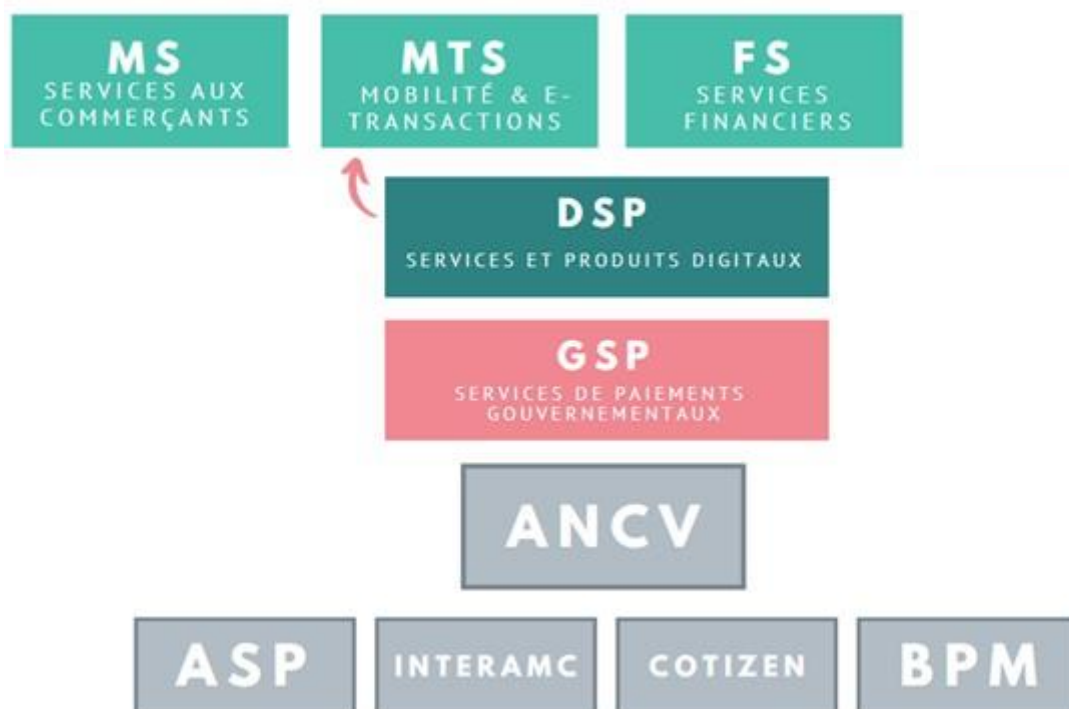 MS
SERVICES AUX
COMMERÇANTS
MTS
MOBILITÉ & E-
TRANSACTIONS
FS
SERVICES
FINANCIERS
DSP
SERVICES ET PRODUITS DIGITAUX
GSP
SERVICES DE PAIEMENTS
GOUVERNEMENTAUX
ANCV
ASP
INTERAMC
COTIZEN
BPM